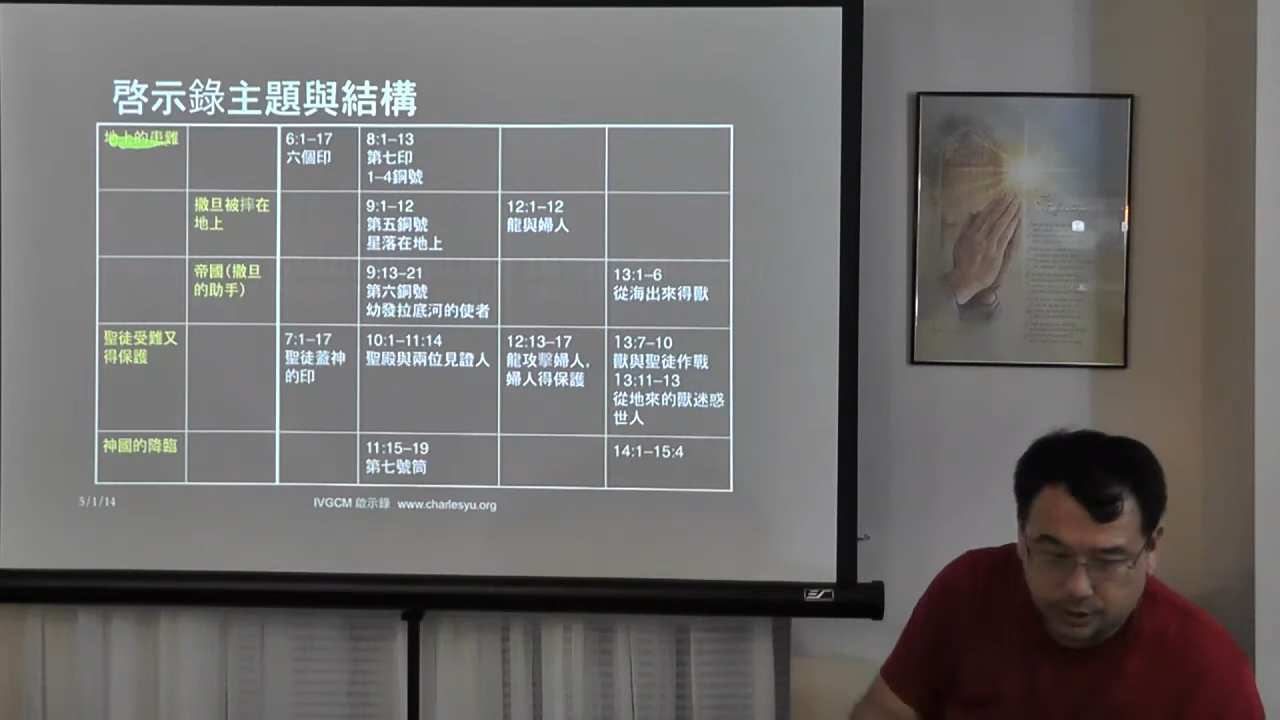 啓示錄主題與結構
地上的患難
6:1–17
六個印
8:1–13
第七印
1–4銅號
撒旦被摔在
地上
9:1–12
第五銅號
星落在地上
12:1–12
龍與婦人
帝國(撒旦
的助手)
9:13–21
第六銅號
幼發拉底河的使者
13:1–6
從海出來得獸
聖徒受難又
得保護
7:1–17
聖徒蓋神
的印
10:1–11:14
聖殿與兩位見證人
12:13–17
龍攻擊婦人,
婦人得保護
13:7–10
獸與聖徒作戰
13:11–13
從地來的獸迷惑
世人
神國的降臨
11:15–19
第七號筒
14:1–15:4
5/1/14
IVGCM 啟示錄 www.charlesyu.org